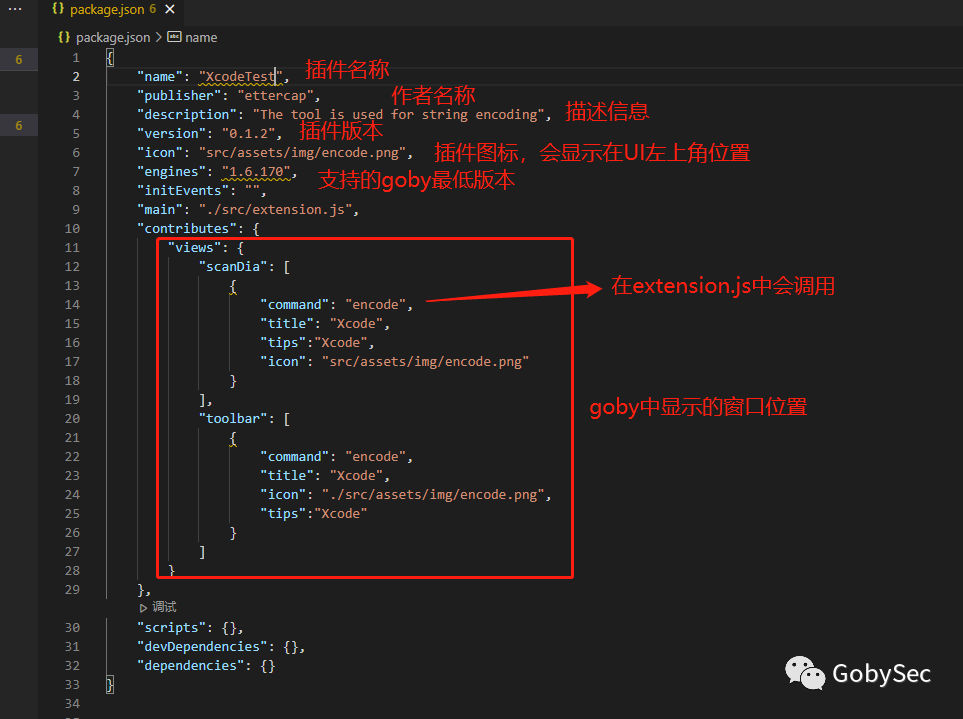 ··· {} package.json 6 ×
{} package.json > abc name
6
6
1 {
2 "name": "XcodeTest", 插件名称
3 "publisher": "ettercap", 作者名称
4 "description": "The tool is used for string encoding", 描述信息
5 "version": "0.1.2", 插件版本
6 "icon": "src/assets/img/encode.png", 插件图标，会显示在UI左上角位置
7 "engines": "1.6.170", 支持的goby最低版本
8 "initEvents": "",
9 "main": "./src/extension.js",
10 "contributes": {
11 "views": {
12 "scanDia": [
13 {
14 "command": "encode", 在extension.js中会调用
15 "title": "Xcode",
16 "tips":"Xcode",
17 "icon": "src/assets/img/encode.png"
18 }
19 ],
20 "toolbar": [ goby中显示的窗口位置
21 {
22 "command": "encode",
23 "title": "Xcode",
24 "icon": "./src/assets/img/encode.png",
25 "tips":"Xcode"
26 }
27 ]
28 }
29 },
▷ 调试
30 "scripts": {},
31 "devDependencies": {},
32 "dependencies": {}
33 }
34
GobySec